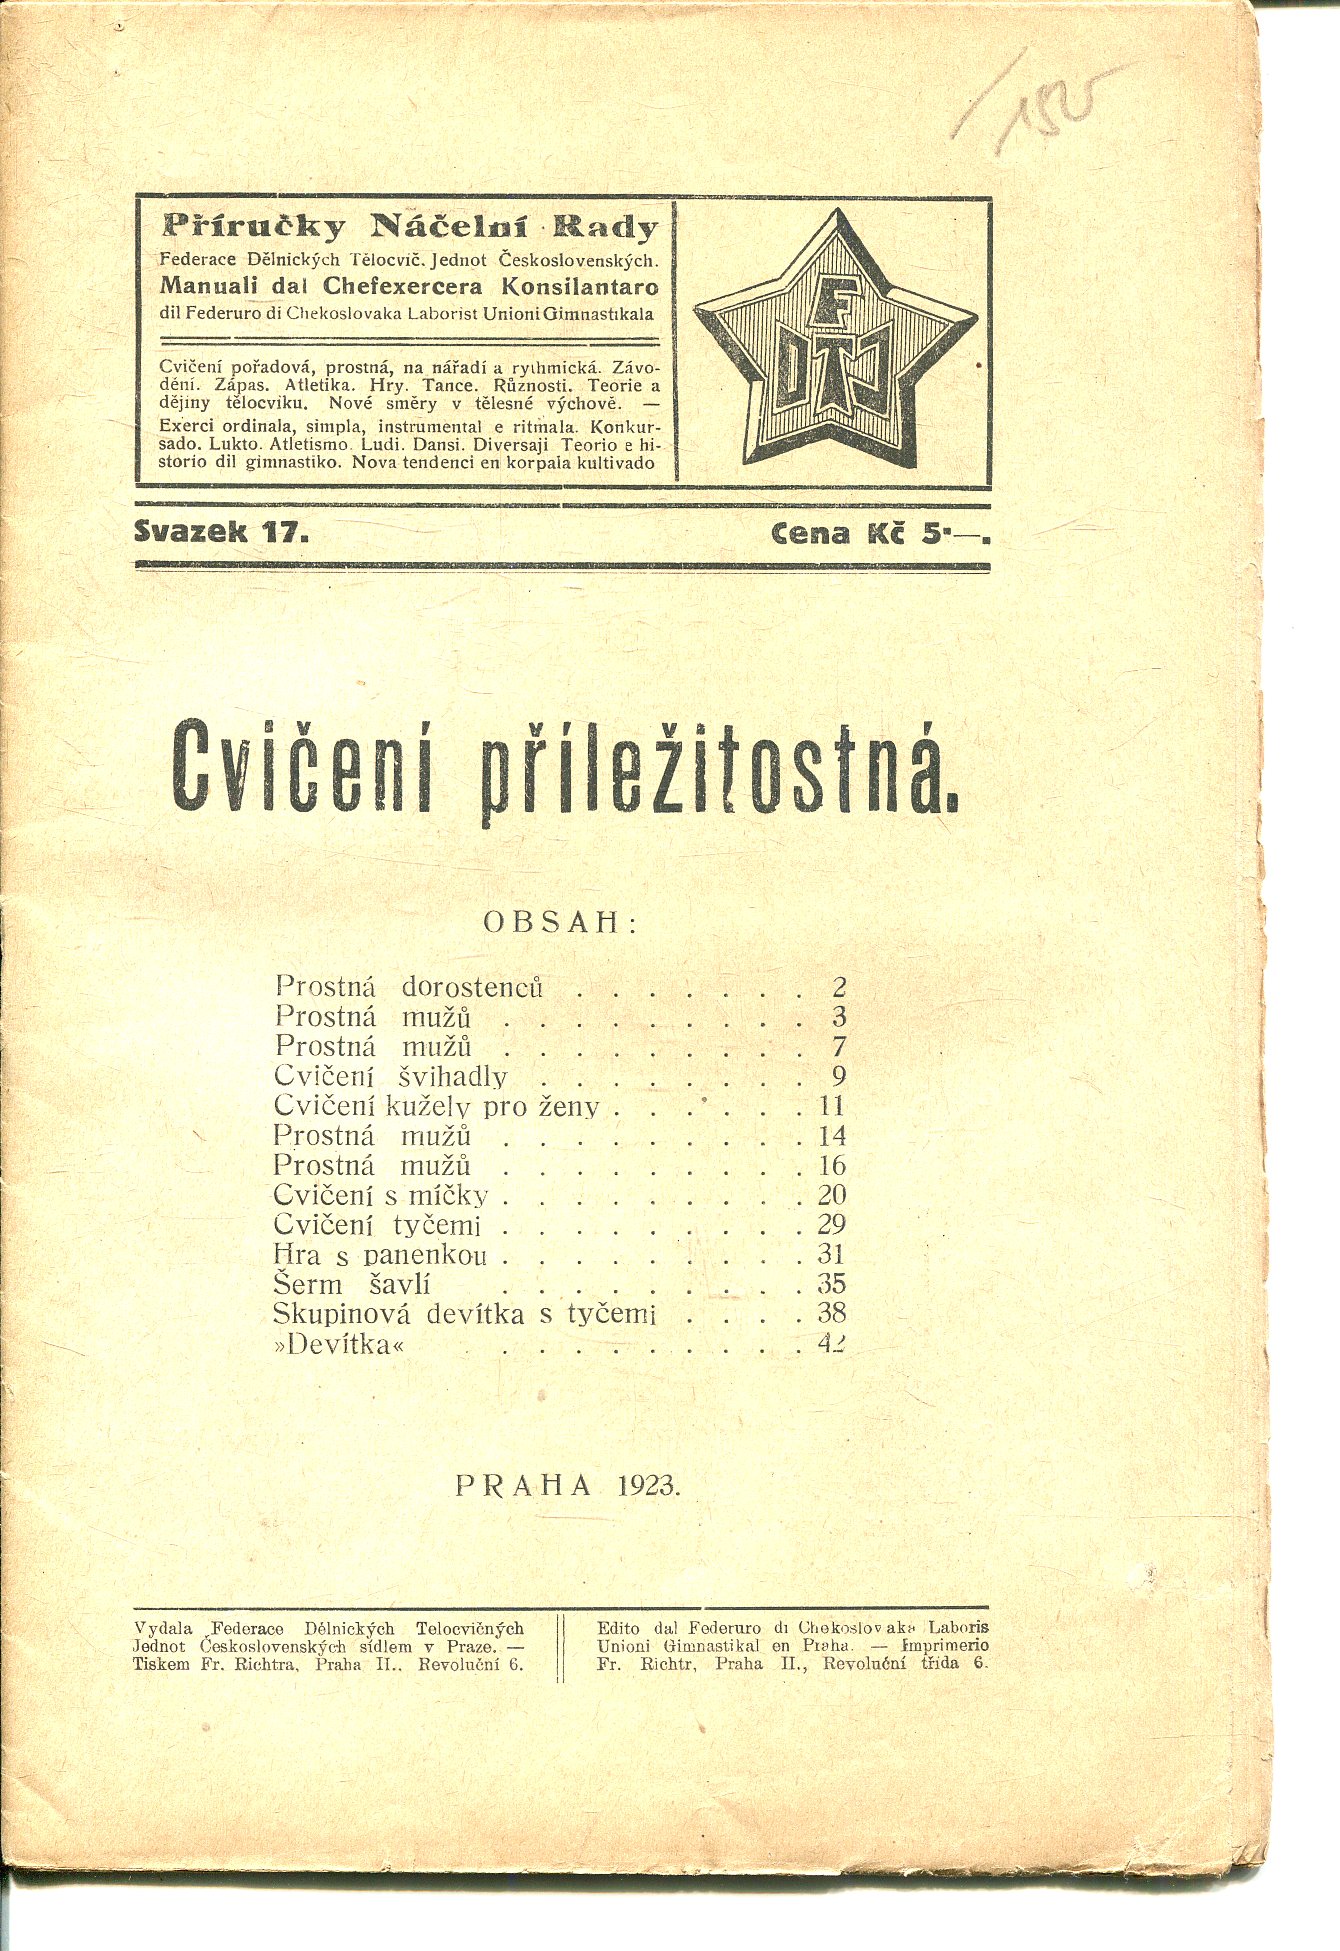 Příručky Náčelní Rady
Federace Dělnických Tělocvič. Jednot Československých.
Manuali dal Chefexercera Konsilantaro
dil Federuro di Chekoslovaka Laborist Unioni Gimnastikala
Cvičení pořadová, prostná, na nářadí a rythmická. Závo-
dění. Zápas. Atletika. Hry. Tance. Různosti. Teorie a
dějiny tělocviku. Nové směry v tělesné výchově. —
Exerci ordinala, simpla, instrumental e ritmala. Konkur-
sado. Lukto. Atletismo. Ludi. Dansi. Diversaji Teorio e hi-
storio dil gimnastiko. Nova tendenci en korpala kultivado
F
DTJ
Svazek 17.
Cena Kč 5·—.
Cvičení příležitostná.
OBSAH:
Prostná dorostenců . . . . . . . 2
Prostná mužů . . . . . . . . . 3
Prostná mužů . . . . . . . . . 7
Cvičení švihadly . . . . . . . . 9
Cvičení kužely pro ženy . . . . . . 11
Prostná mužů . . . . . . . . . 14
Prostná mužů . . . . . . . . . 16
Cvičení s míčky . . . . . . . . . 20
Cvičení tyčemi . . . . . . . . . 29
Hra s panenkou . . . . . . . . . 31
Šerm šavlí . . . . . . . . . 35
Skupinová devítka s tyčemi . . . . 38
»Devítka« . . . . . . . . . . 42
PRAHA 1923.
Vydala Federace Dělnických Telocvičných
Jednot Československých sídlem v Praze. —
Tiskem Fr. Richtra, Praha II.. Revoluční 6.
Edito dal Federuro di Chekoslovaka Laboris
Unioni Gimnastikal en Praha. — Imprimerio
Fr. Richtr, Praha II., Revoluční třída 6.